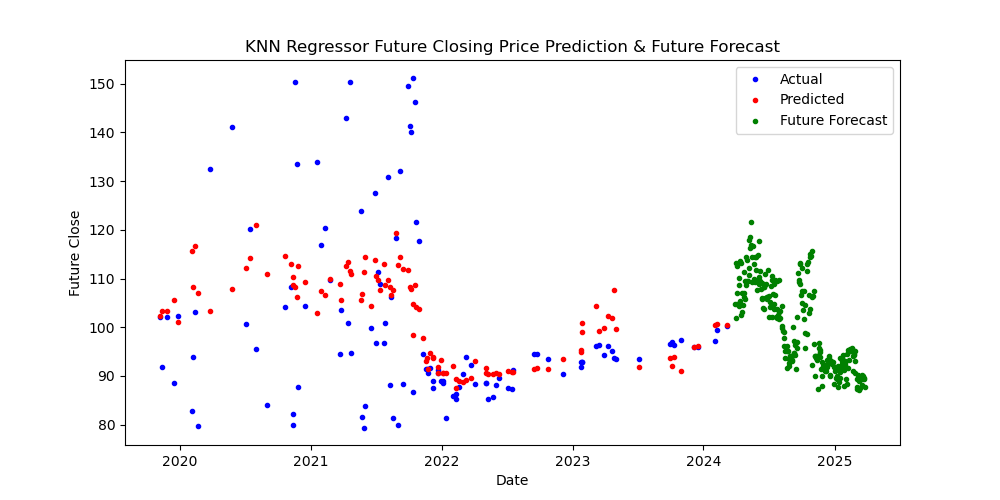 KNN Regressor Future Closing Price Prediction & Future Forecast
Actual
Predicted
Future Forecast
Future Close
150
140
130
120
110
100
90
80
2020 2021 2022 2023 2024 2025
Date